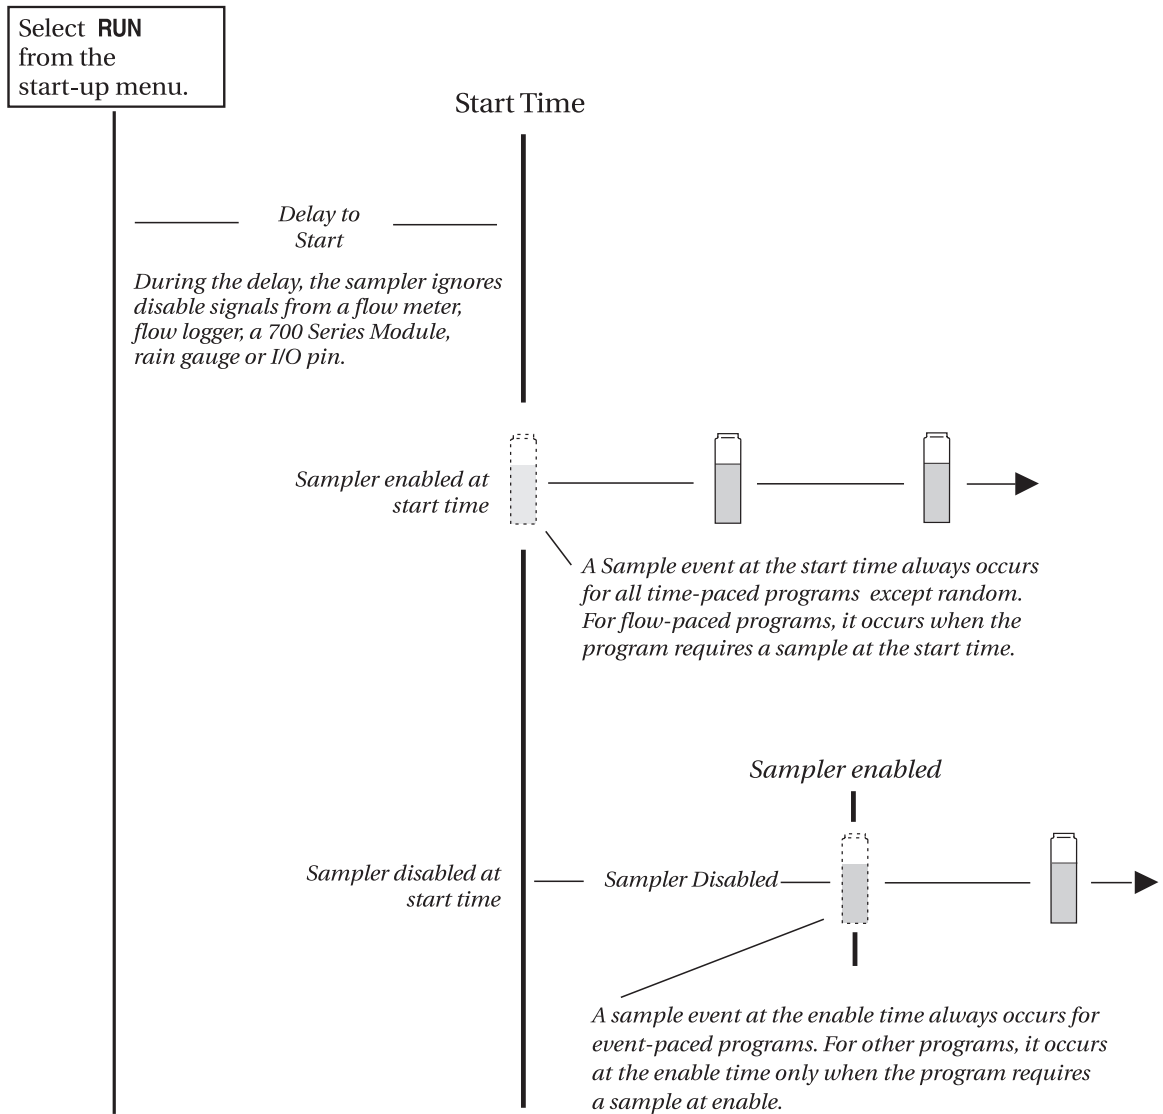 Select RUN
from the
start-up menu.
Start Time
Delay to
Start
During the delay, the sampler ignores
disable signals from a flow meter,
flow logger, a 700 Series Module,
rain gauge or I/O pin.
Sampler enabled at
start time
A Sample event at the start time always occurs
for all time-paced programs except random.
For flow-paced programs, it occurs when the
program requires a sample at the start time.
Sampler enabled
Sampler disabled at
start time
Sampler Disabled
A sample event at the enable time always occurs for
event-paced programs. For other programs, it occurs
at the enable time only when the program requires
a sample at enable.